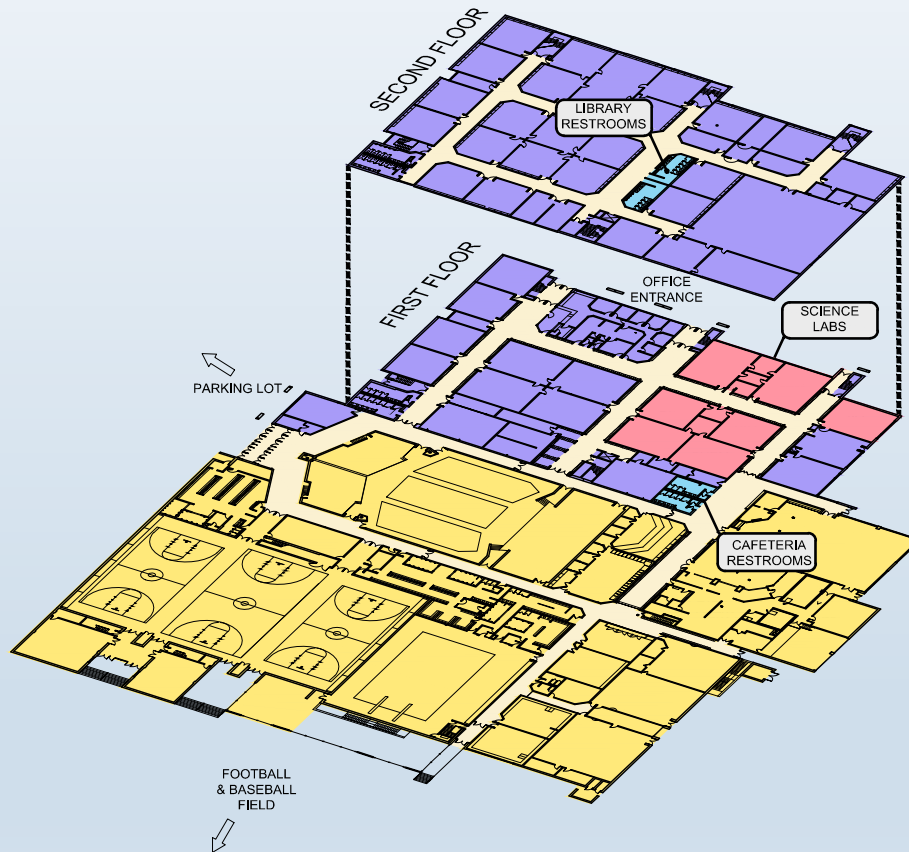 SECOND FLOOR
LIBRARY
RESTROOMS
FIRST FLOOR
OFFICE
ENTRANCE
SCIENCE
LABS
PARKING LOT
CAFETERIA
RESTROOMS
FOOTBALL
& BASEBALL
FIELD